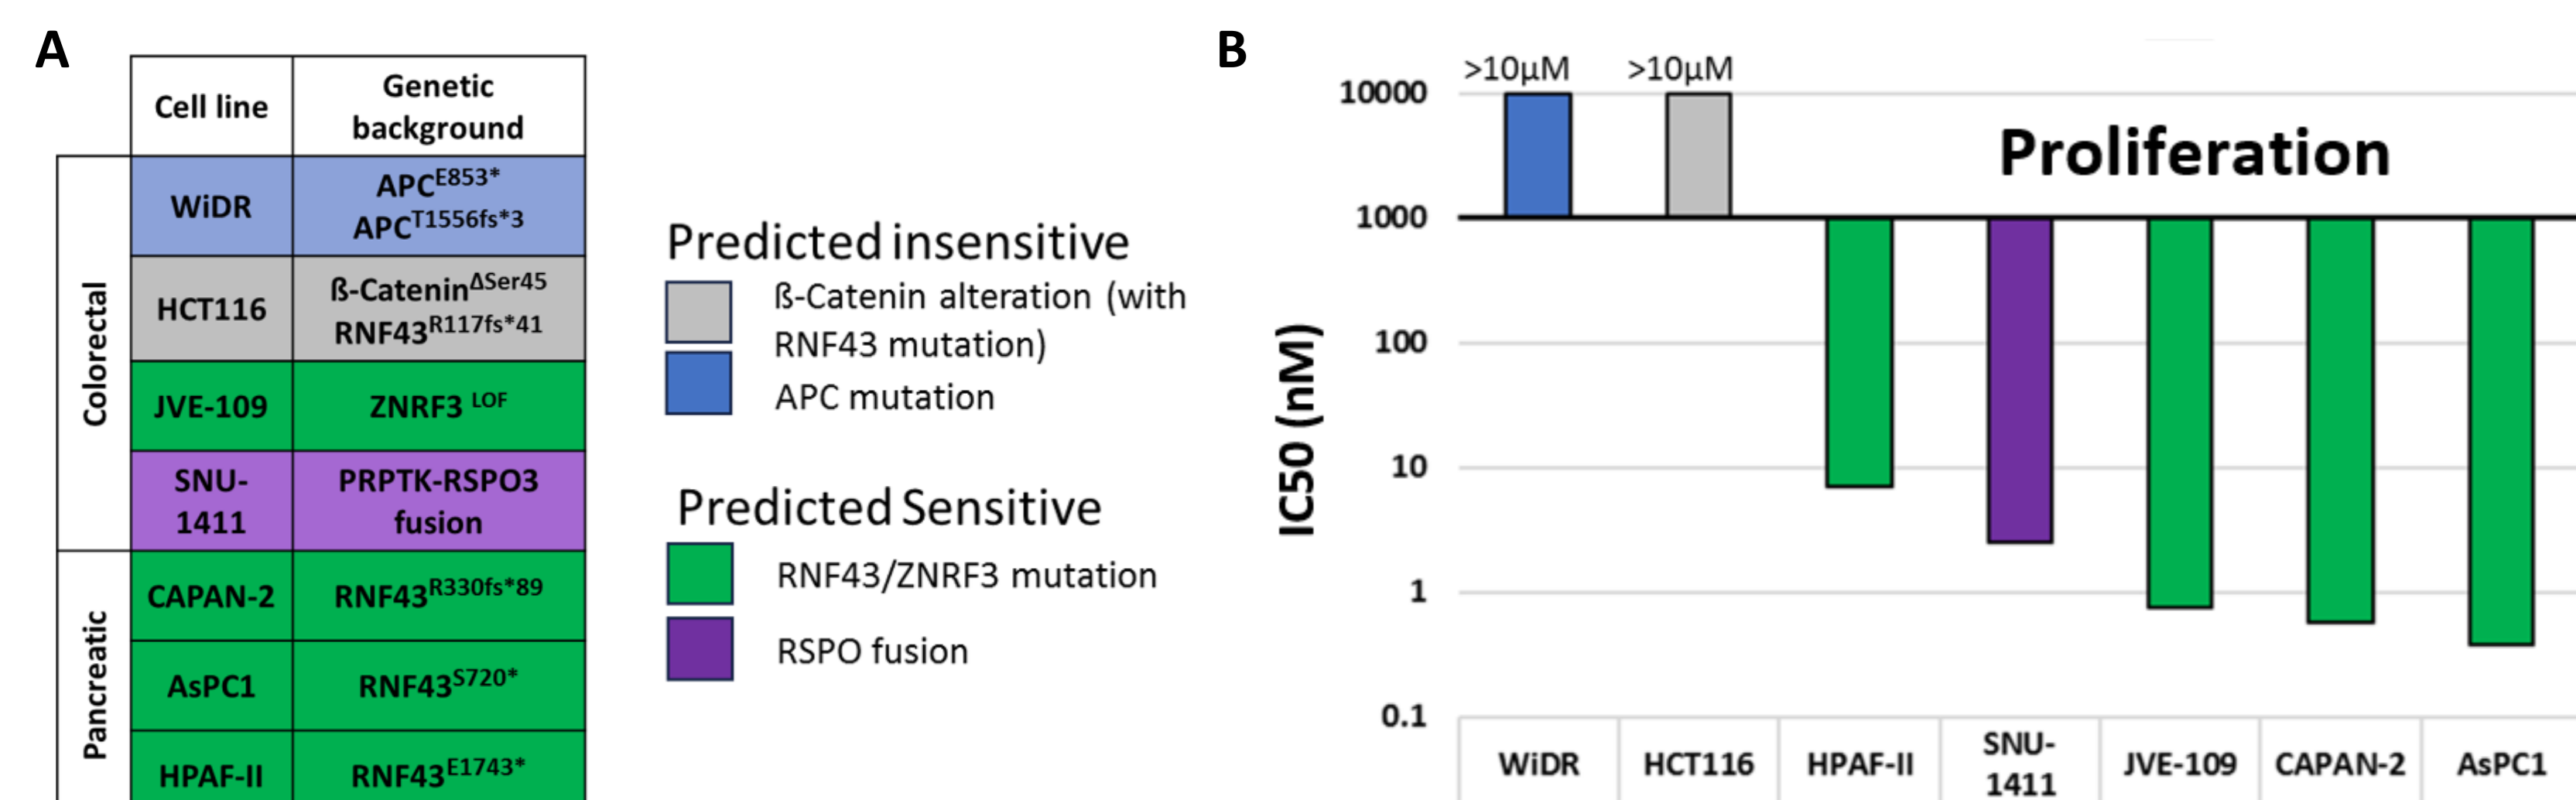 A
Cell line
Genetic
background
Colorectal
WiDR
APCE853*
APCT1556fs*3
HCT116
ß-CateninΔSer45
RNF43R117fs*41
JVE-109
ZNRF3 LOF
SNU-
1411
PRPTK-RSPO3
fusion
Pancreatic
CAPAN-2
RNF43R330fs*89
AsPC1
RNF43S720*
HPAF-II
RNF43E1743*
Predicted insensitive
ß-Catenin alteration (with
RNF43 mutation)
APC mutation
Predicted Sensitive
RNF43/ZNRF3 mutation
RSPO fusion
B
>10µM
>10µM
Proliferation
IC50 (nM)
10000
1000
100
10
1
0.1
WiDR
HCT116
HPAF-II
SNU-
1411
JVE-109
CAPAN-2
AsPC1